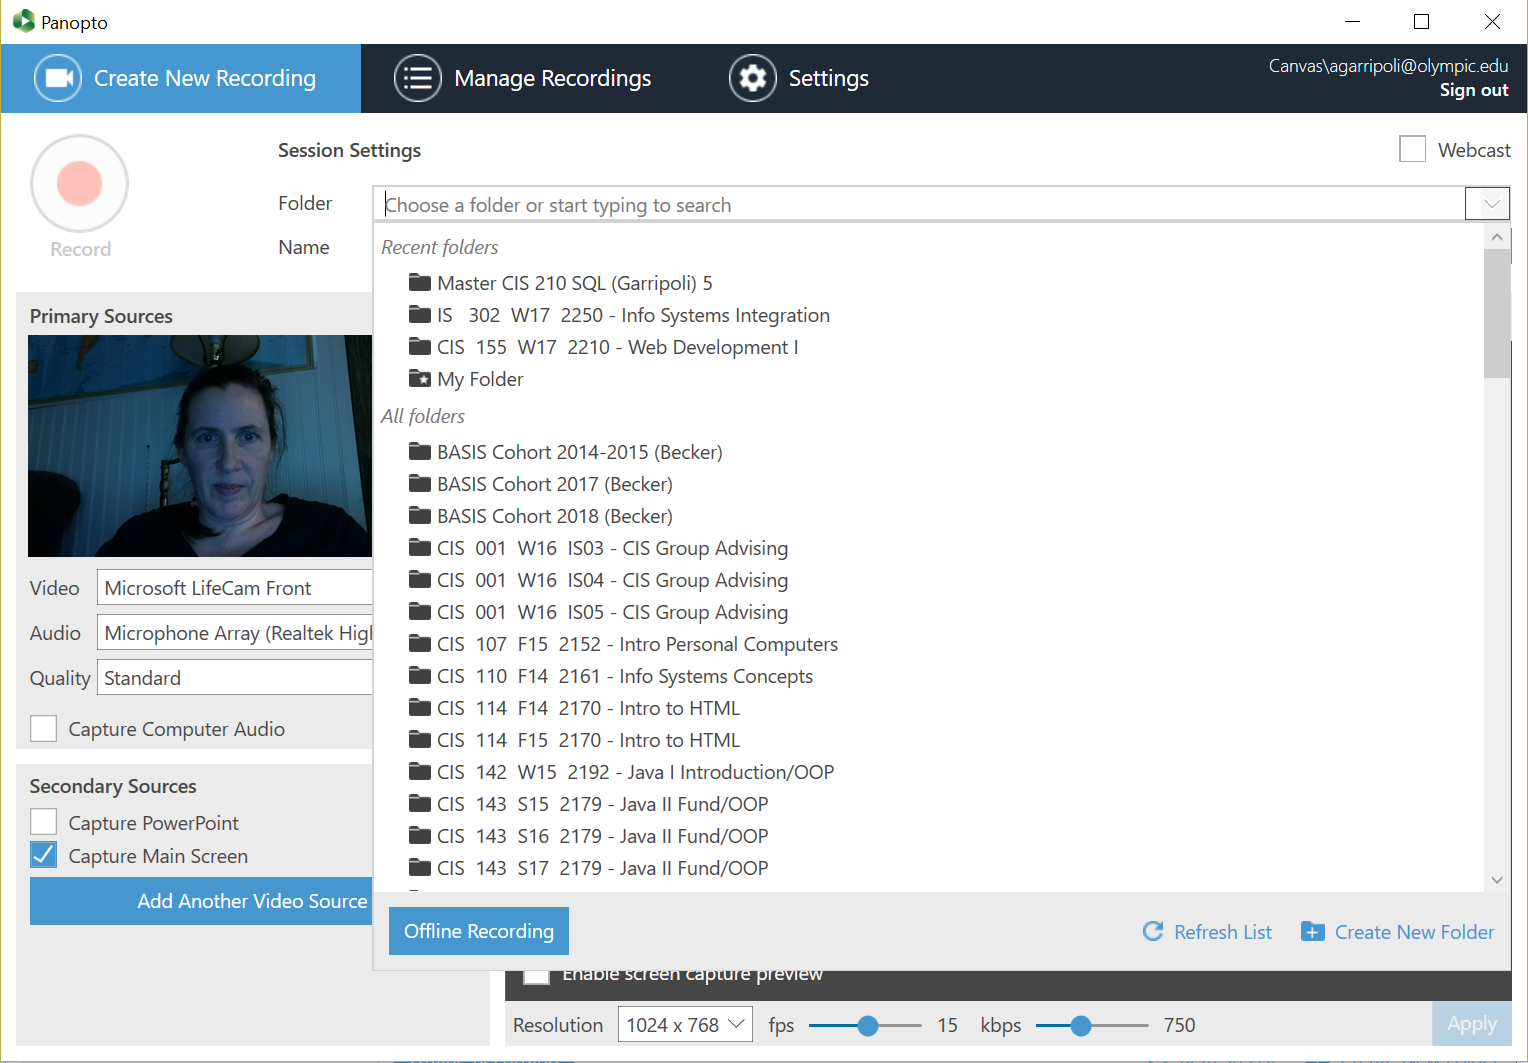 Panopto
Create New Recording
Manage Recordings
Settings
Canvas\agarripoli@olympic.edu
Sign out
Record
Session Settings
Webcast
Folder
Choose a folder or start typing to search
Name
Recent folders
Master CIS 210 SQL (Garripoli) 5
IS 302 W17 2250 - Info Systems Integration
CIS 155 W17 2210 - Web Development I
My Folder
All folders
BASIS Cohort 2014-2015 (Becker)
BASIS Cohort 2017 (Becker)
BASIS Cohort 2018 (Becker)
CIS 001 W16 IS03 - CIS Group Advising
CIS 001 W16 IS04 - CIS Group Advising
CIS 001 W16 IS05 - CIS Group Advising
CIS 107 F15 2152 - Intro Personal Computers
CIS 110 F14 2161 - Info Systems Concepts
CIS 114 F14 2170 - Intro to HTML
CIS 114 F15 2170 - Intro to HTML
CIS 142 W15 2192 - Java I Introduction/OOP
CIS 143 S15 2179 - Java II Fund/OOP
CIS 143 S16 2179 - Java II Fund/OOP
CIS 143 S17 2179 - Java II Fund/OOP
Offline Recording
Refresh List
Create New Folder
Primary Sources
Video Microsoft LifeCam Front
Audio Microphone Array (Realtek High
Quality Standard
Capture Computer Audio
Secondary Sources
Capture PowerPoint
Capture Main Screen
Add Another Video Source
Enable screen capture preview
Resolution 1024 x 768 fps 15 kbps 750 Apply